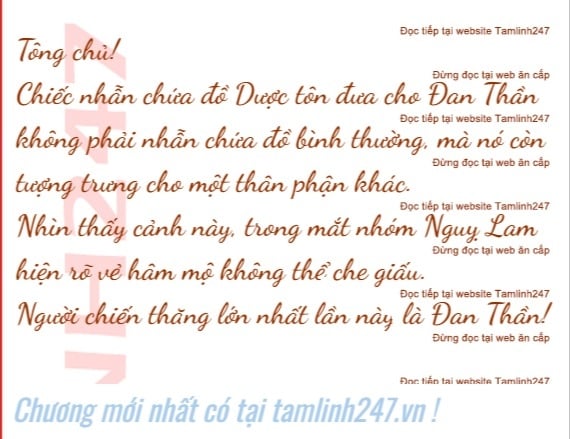 Đọc tiếp tại website Tamlinh247
Tông chủ!
Đừng đọc tại web ăn cắp
Chiếc nhẫn chứa đồ Dược tôn đưa cho Đan Thần
Đọc tiếp tại website Tamlinh247
không phải nhẫn chứa đồ bình thường, mà nó còn
Đừng đọc tại web ăn cắp
tượng trưng cho một thân phận khác.
Đọc tiếp tại website Tamlinh247
Nhìn thấy cảnh này, trong mắt nhóm Nguỵ Lam
Đừng đọc tại web ăn cắp
hiện rõ vẻ hâm mộ không thể che giấu.
Đọc tiếp tại website Tamlinh247
Người chiến thắng lớn nhất lần này là Đan Thần!
Đừng đọc tại web ăn cắp
Đọc tiếp tại website Tamlinh247
NH247
Chương mới nhất có tại tamlinh247.vn !